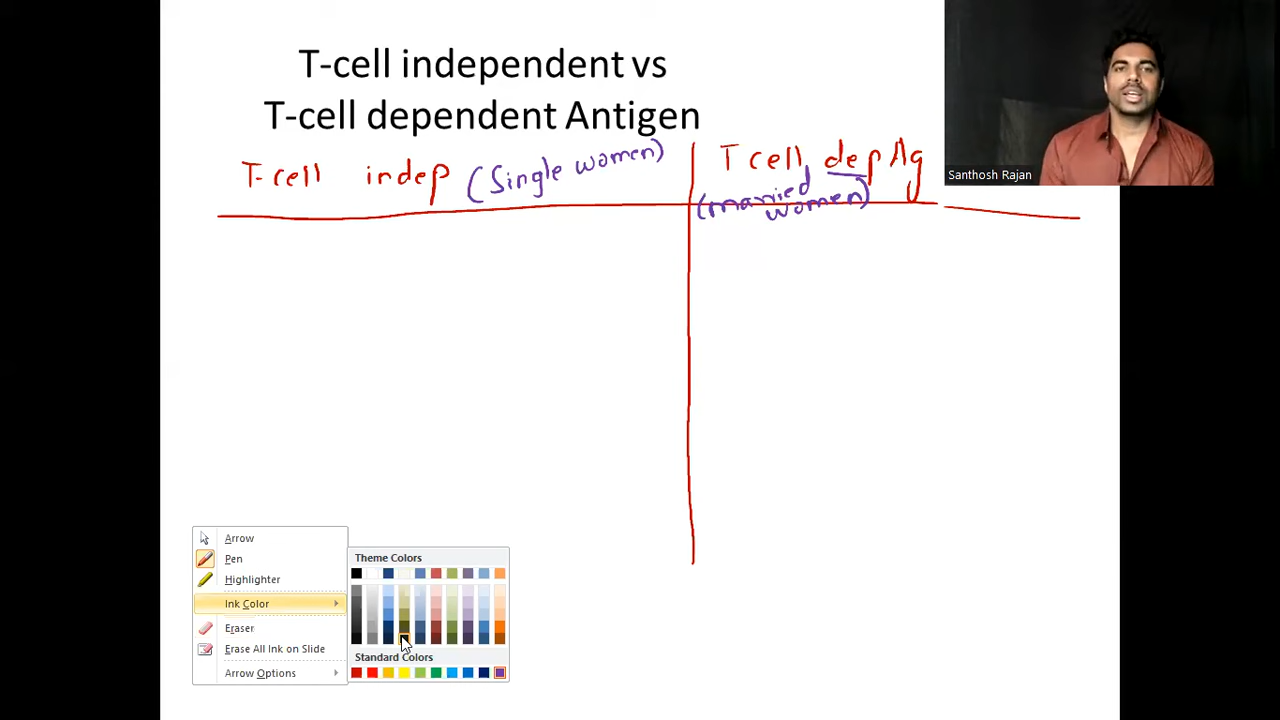 T-cell independent vs
T-cell dependent Antigen
T-cell indep (Single women)
T cell dep Ag
(married
women)
Santhosh Rajan
Arrow
Pen
Highlighter
Ink Color
Eraser
Erase All Ink on Slide
Arrow Options
Theme Colors
Standard Colors